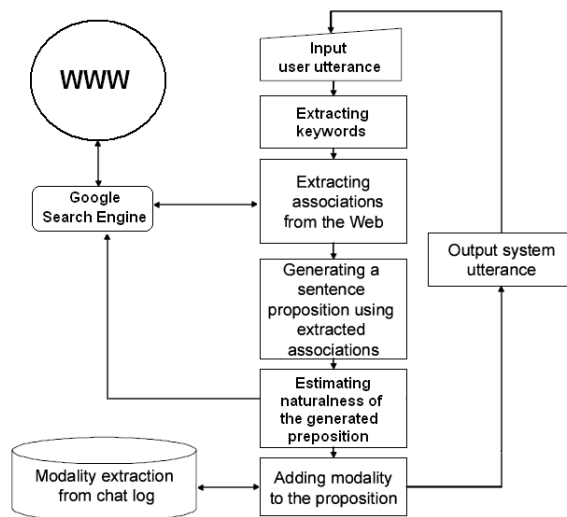 WWW
Google
Search Engine
Input
user utterance
Extracting
keywords
Extracting
associations
from the Web
Generating a
sentence
proposition using
extracted
associations
Estimating
naturalness of
the generated
preposition
Adding modality
to the proposition
Modality extraction
from chat log
Output system
utterance